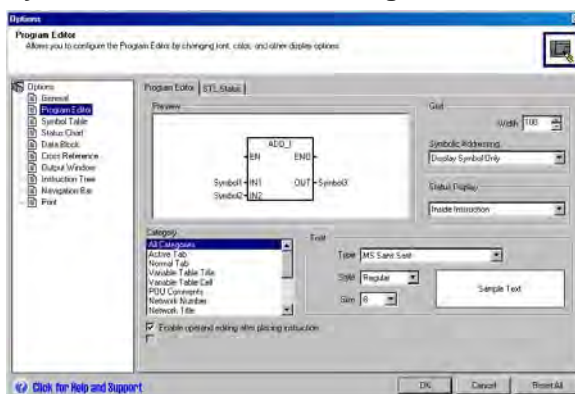 Options
Program Editor
Allows you to configure the Program Editor by changing font, color, and other display options
Options
General
Program Editor
Symbol Table
Status Chart
Data Block
Cross Reference
Output Window
Instruction Tree
Navigation Bar
Print
Program Editor STL Status
Preview
ADD_I
EN ENO
Symbol1 IN1 OUT Symbol3
Symbol2 IN2
Grid
Width 100
Symbolic Addressing
Display Symbol Only
Status Display
Inside Instruction
Category
All Categories
Active Tab
Normal Tab
Variable Table Title
Variable Table Cell
POU Comments
Network Number
Network Title
Font
Type MS Sans Serif
Style Regular
Size 8
Sample Text
Enable operand editing after placing instruction
Click for Help and Support
OK Cancel Reset All